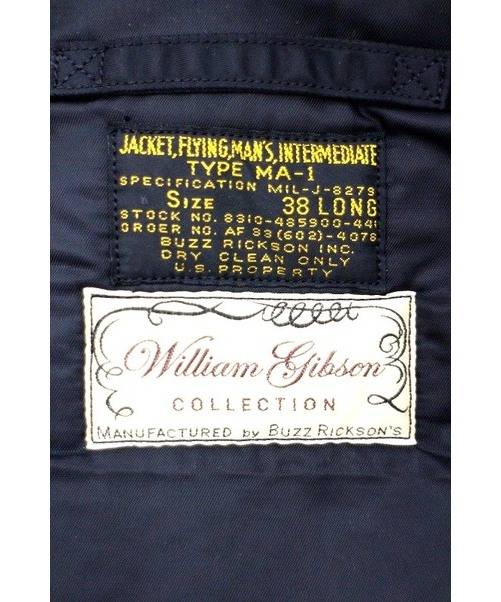 JACKET, FLYING, MAN'S, INTERMEDIATE
TYPE MA-1
SPECIFICATION MIL-J-8279
SIZE 38 LONG
STOCK NO. 8310-485900-441
ORDER NO. AF 33(602)-4078
BUZZ RICKSON INC.
DRY CLEAN ONLY
U.S. PROPERTY
William Gibson
COLLECTION
MANUFACTURED by BUZZ RICKSON'S